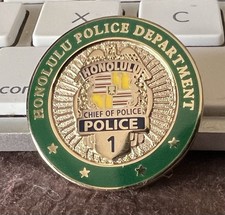 HONOLULU POLICE DEPARTMENT
HONOLULU
CHIEF OF POLICE
POLICE
1